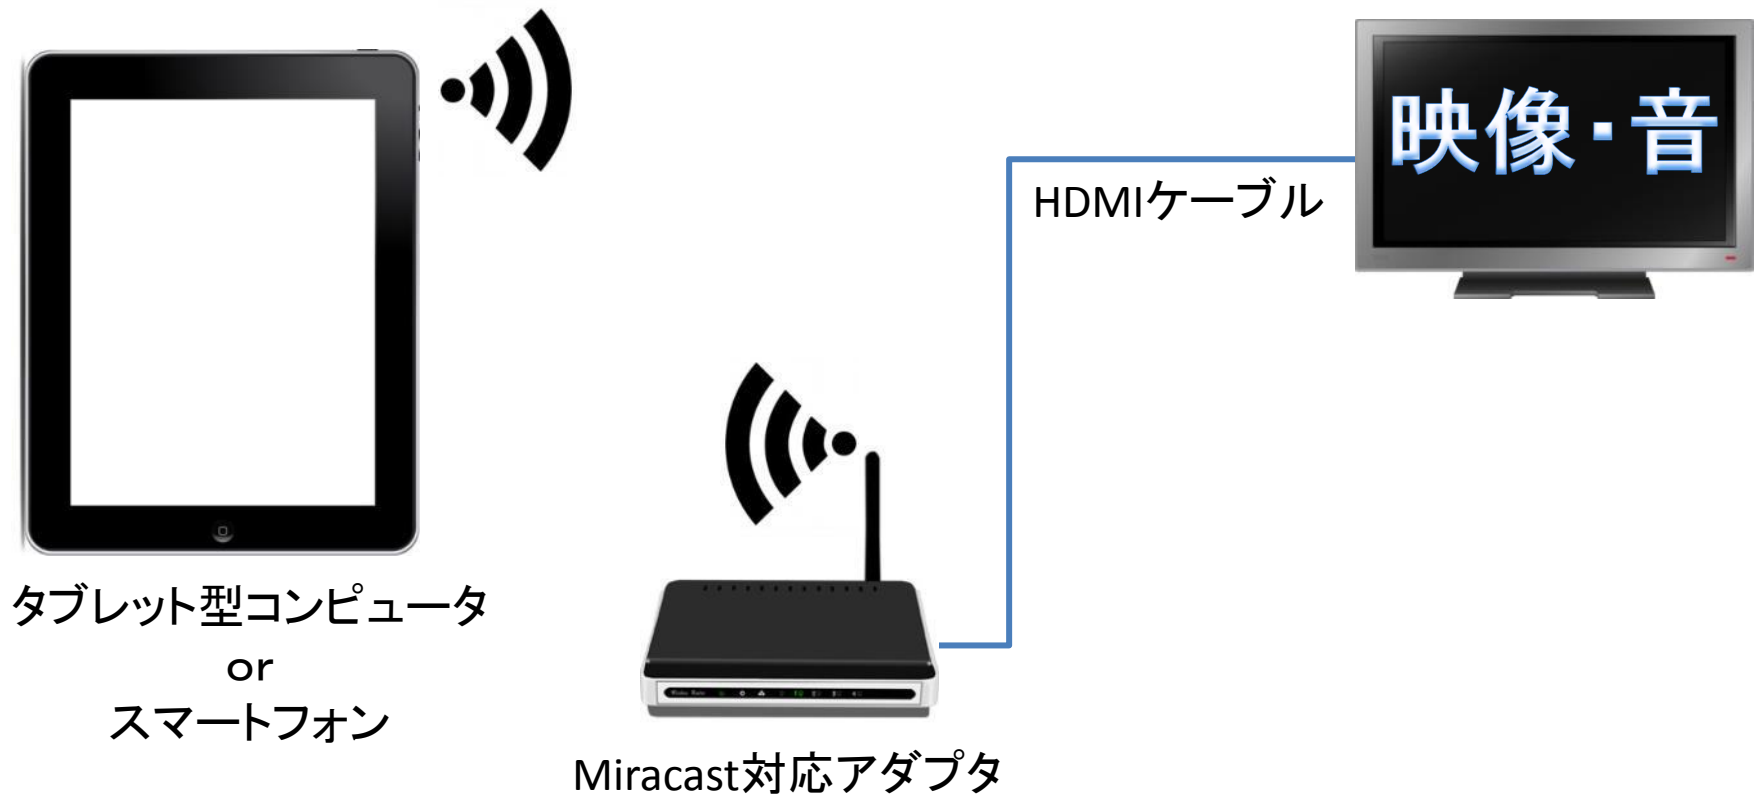 映像・音
HDMIケーブル
タブレット型コンピュータ
or
スマートフォン
Miracast対応アダプタ